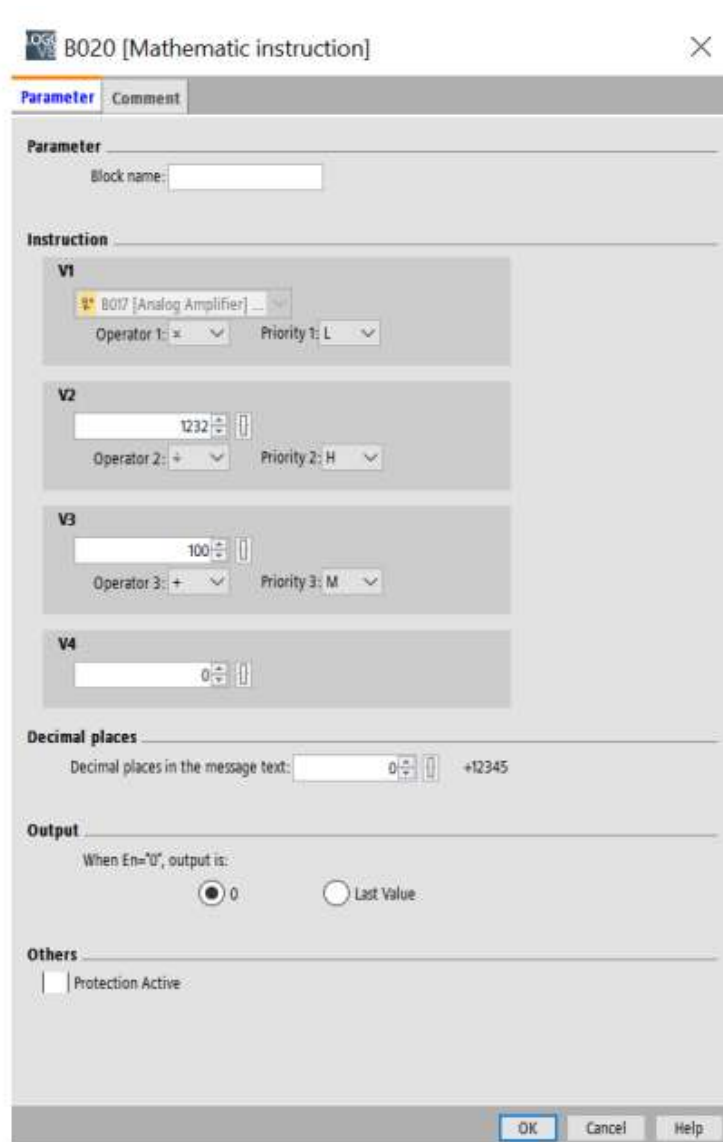 B020 [Mathematic instruction]
Parameter Comment
Parameter
Block name:
Instruction
V1
B017 [Analog Amplifier] ...
Operator 1: × Priority 1: L
V2
1232
Operator 2: ÷ Priority 2: H
V3
100
Operator 3: + Priority 3: M
V4
0
Decimal places
Decimal places in the message text: 0 +12345
Output
When En="0", output is:
0 Last Value
Others
Protection Active
OK Cancel Help